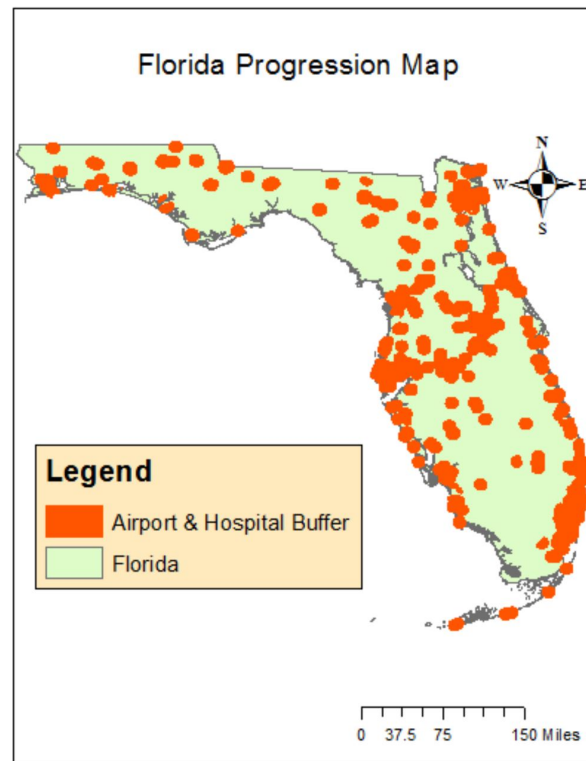 Florida Progression Map
N
W E
S
Legend
Airport & Hospital Buffer
Florida
0 37.5 75 150 Miles